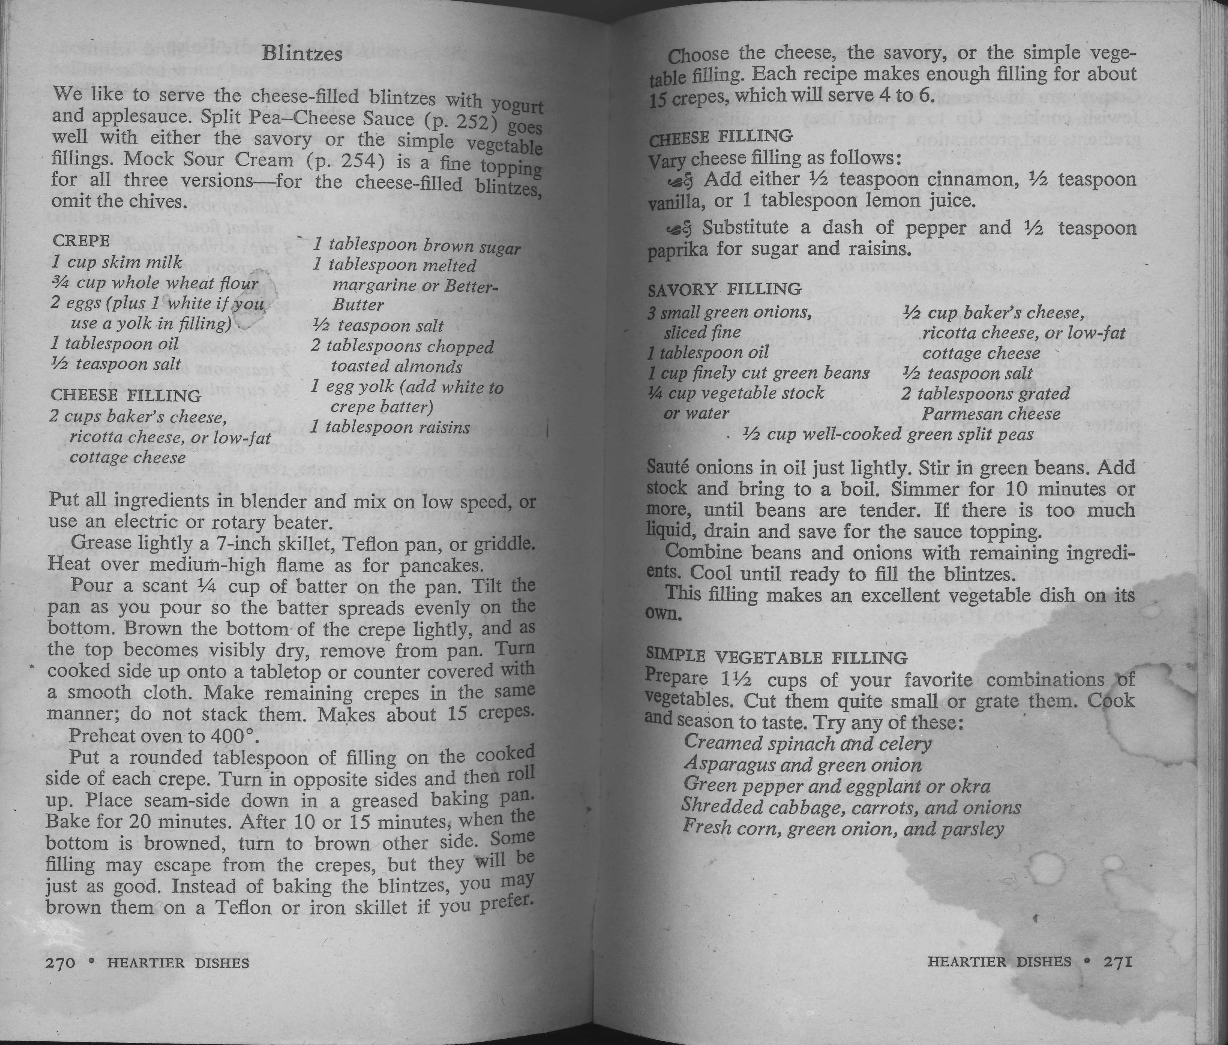 Blintzes
We like to serve the cheese-filled blintzes with yogurt
and applesauce. Split Pea–Cheese Sauce (p. 252) goes
well with either the savory or the simple vegetable
fillings. Mock Sour Cream (p. 254) is a fine topping
for all three versions—for the cheese-filled blintzes,
omit the chives.
CREPE
1 cup skim milk
¾ cup whole wheat flour
2 eggs (plus 1 white if you
use a yolk in filling)
1 tablespoon oil
½ teaspoon salt
CHEESE FILLING
2 cups baker's cheese,
ricotta cheese, or low-fat
cottage cheese
1 tablespoon brown sugar
1 tablespoon melted
margarine or Better-
Butter
½ teaspoon salt
2 tablespoons chopped
toasted almonds
1 egg yolk (add white to
crepe batter)
1 tablespoon raisins
Put all ingredients in blender and mix on low speed, or
use an electric or rotary beater.
Grease lightly a 7-inch skillet, Teflon pan, or griddle.
Heat over medium-high flame as for pancakes.
Pour a scant ¼ cup of batter on the pan. Tilt the
pan as you pour so the batter spreads evenly on the
bottom. Brown the bottom of the crepe lightly, and as
the top becomes visibly dry, remove from pan. Turn
cooked side up onto a tabletop or counter covered with
a smooth cloth. Make remaining crepes in the same
manner; do not stack them. Makes about 15 crepes.
Preheat oven to 400°.
Put a rounded tablespoon of filling on the cooked
side of each crepe. Turn in opposite sides and then roll
up. Place seam-side down in a greased baking pan.
Bake for 20 minutes. After 10 or 15 minutes, when the
bottom is browned, turn to brown other side. Some
filling may escape from the crepes, but they will be
just as good. Instead of baking the blintzes, you may
brown them on a Teflon or iron skillet if you prefer.
270 • HEARTIER DISHES
Choose the cheese, the savory, or the simple vege-
table filling. Each recipe makes enough filling for about
15 crepes, which will serve 4 to 6.
CHEESE FILLING
Vary cheese filling as follows:
Add either ½ teaspoon cinnamon, ½ teaspoon
vanilla, or 1 tablespoon lemon juice.
Substitute a dash of pepper and ½ teaspoon
paprika for sugar and raisins.
SAVORY FILLING
3 small green onions,
sliced fine
1 tablespoon oil
1 cup finely cut green beans
¼ cup vegetable stock
or water
½ cup baker's cheese,
ricotta cheese, or low-fat
cottage cheese
½ teaspoon salt
2 tablespoons grated
Parmesan cheese
½ cup well-cooked green split peas
Sauté onions in oil just lightly. Stir in green beans. Add
stock and bring to a boil. Simmer for 10 minutes or
more, until beans are tender. If there is too much
liquid, drain and save for the sauce topping.
Combine beans and onions with remaining ingredi-
ents. Cool until ready to fill the blintzes.
This filling makes an excellent vegetable dish on its
own.
SIMPLE VEGETABLE FILLING
Prepare 1½ cups of your favorite combinations of
vegetables. Cut them quite small or grate them. Cook
and season to taste. Try any of these:
Creamed spinach and celery
Asparagus and green onion
Green pepper and eggplant or okra
Shredded cabbage, carrots, and onions
Fresh corn, green onion, and parsley
HEARTIER DISHES • 271